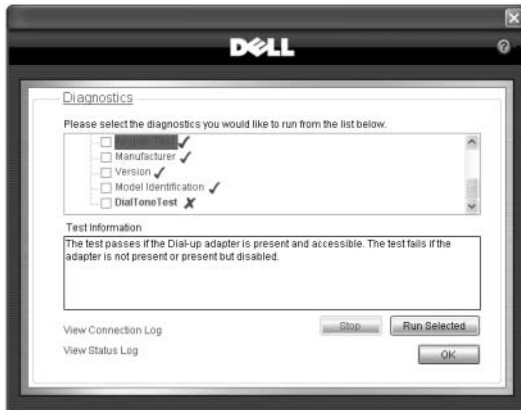 DELL
?
Diagnostics
Please select the diagnostics you would like to run from the list below.
Manufacturer
Version
Model Identification
DialToneTest
Test Information
The test passes if the Dial-up adapter is present and accessible. The test fails if the
adapter is not present or present but disabled.
View Connection Log
Stop
Run Selected
View Status Log
OK